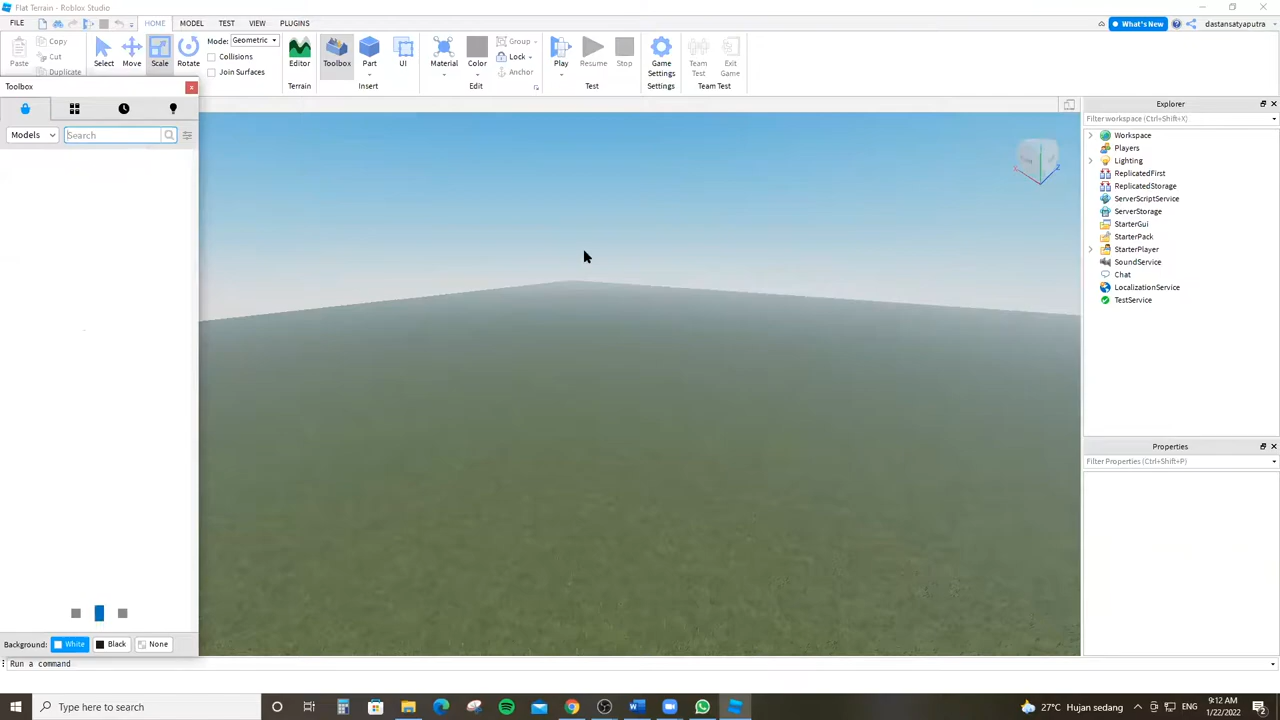 Flat Terrain - Roblox Studio
FILE HOME MODEL TEST VIEW PLUGINS What's New dastansatyaputra
Paste Copy Cut Duplicate
Select Move Scale Rotate
Mode: Geometric
Collisions
Join Surfaces
Editor
Terrain
Toolbox Part UI
Insert
Material Color Group Lock Anchor
Edit
Play Resume Stop
Test
Game Settings
Settings
Team Test Exit Game
Team Test
Toolbox
Models Search
Background: White Black None
Run a command
Explorer
Filter workspace (Ctrl+Shift+X)
Workspace
Players
Lighting
ReplicatedFirst
ReplicatedStorage
ServerScriptService
ServerStorage
StarterGui
StarterPack
StarterPlayer
SoundService
Chat
LocalizationService
TestService
Properties
Filter Properties (Ctrl+Shift+P)
Type here to search
27°C Hujan sedang
ENG
9:12 AM
1/22/2022